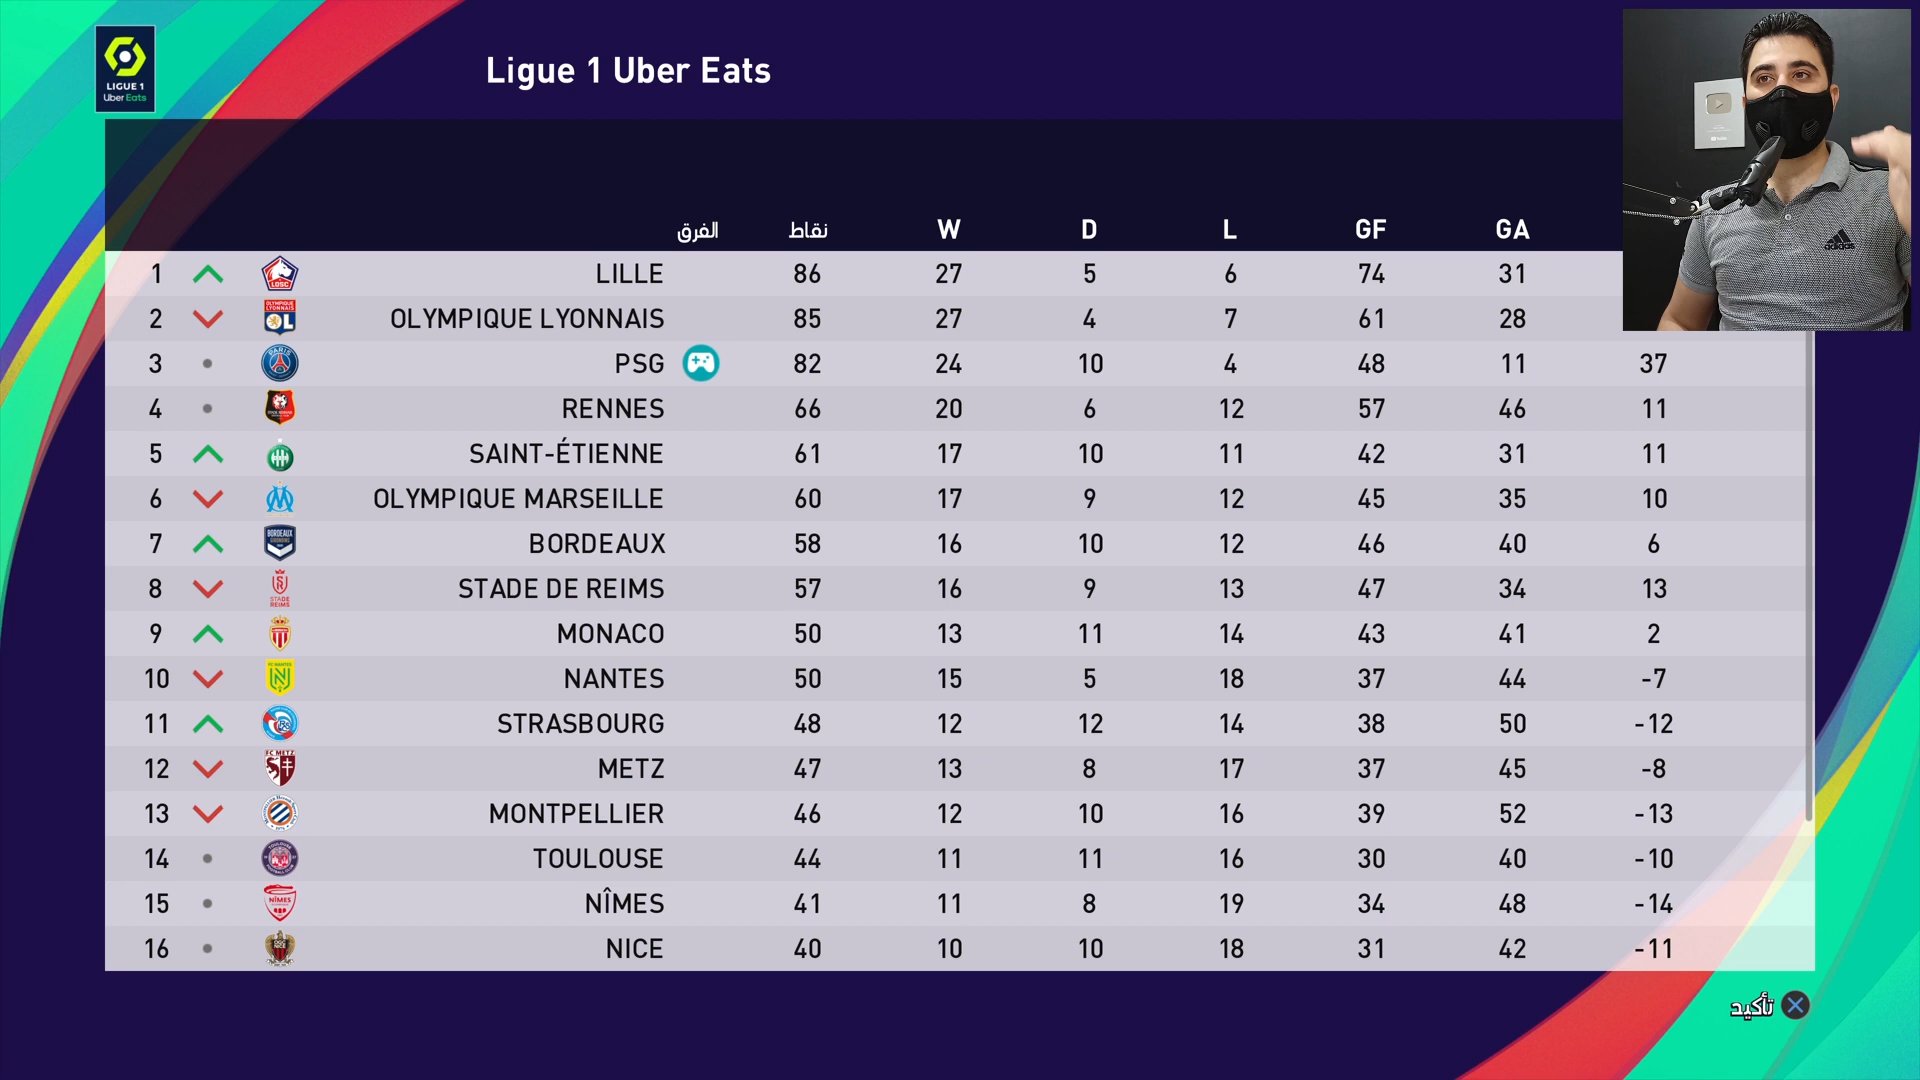 Ligue 1 Uber Eats
LIGUE 1
Uber Eats
adidas
الفرق نقاط W D L GF GA
1 LILLE 86 27 5 6 74 31
2 OLYMPIQUE LYONNAIS 85 27 4 7 61 28
3 PSG 82 24 10 4 48 11 37
4 RENNES 66 20 6 12 57 46 11
5 SAINT-ÉTIENNE 61 17 10 11 42 31 11
6 OLYMPIQUE MARSEILLE 60 17 9 12 45 35 10
7 BORDEAUX 58 16 10 12 46 40 6
8 STADE DE REIMS 57 16 9 13 47 34 13
9 MONACO 50 13 11 14 43 41 2
10 NANTES 50 15 5 18 37 44 -7
11 STRASBOURG 48 12 12 14 38 50 -12
12 METZ 47 13 8 17 37 45 -8
13 MONTPELLIER 46 12 10 16 39 52 -13
14 TOULOUSE 44 11 11 16 30 40 -10
15 NÎMES 41 11 8 19 34 48 -14
16 NICE 40 10 10 18 31 42 -11
تأكيد